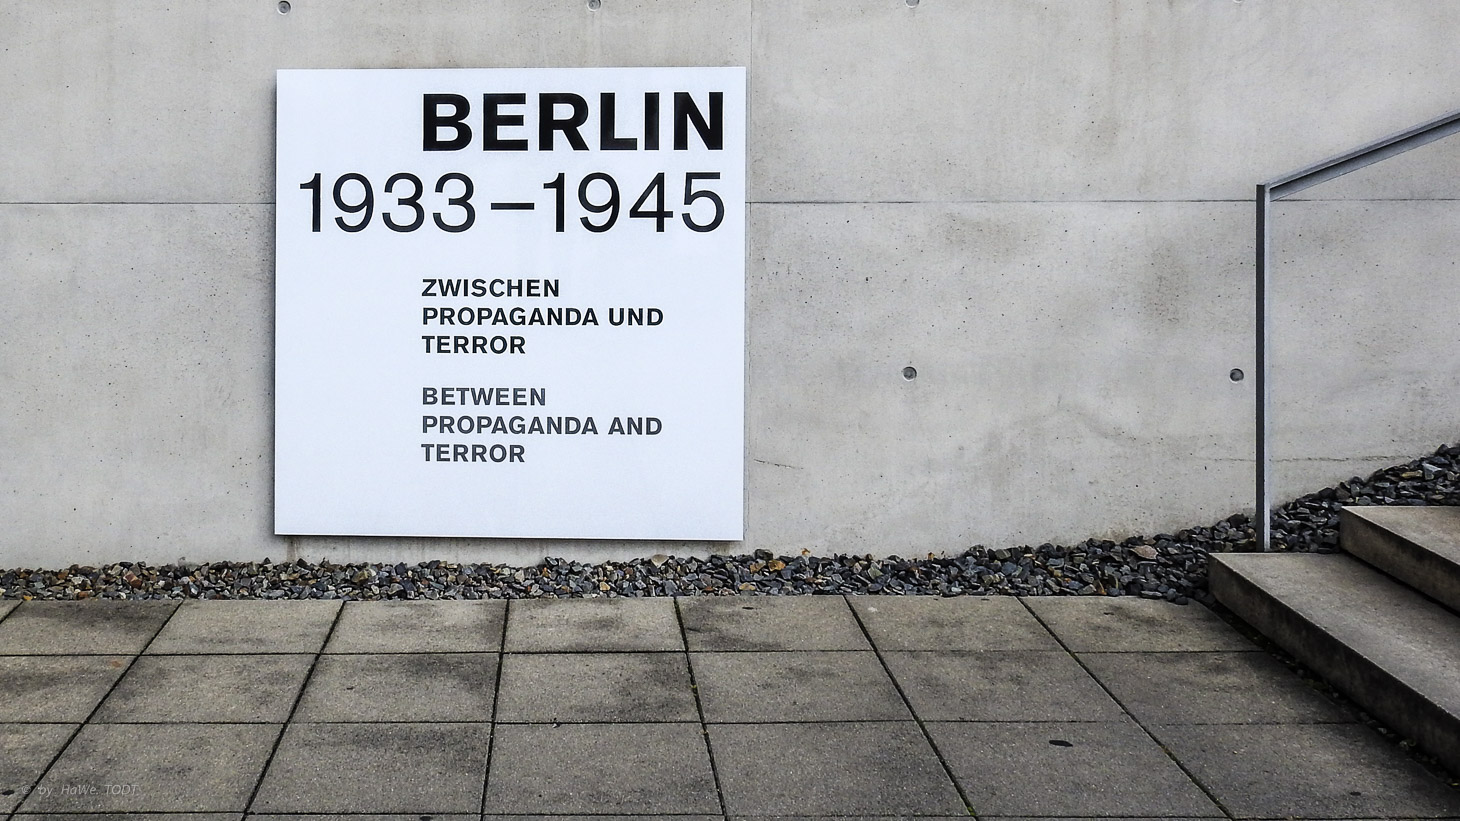 BERLIN
1933–1945
ZWISCHEN
PROPAGANDA UND
TERROR
BETWEEN
PROPAGANDA AND
TERROR
© by HaWe. TODT